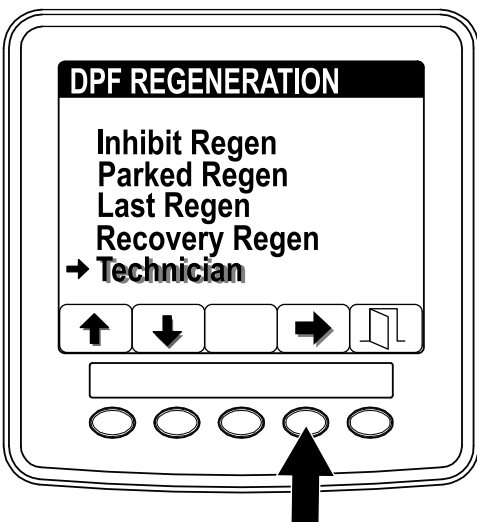 DPF REGENERATION
Inhibit Regen
Parked Regen
Last Regen
Recovery Regen
Technician